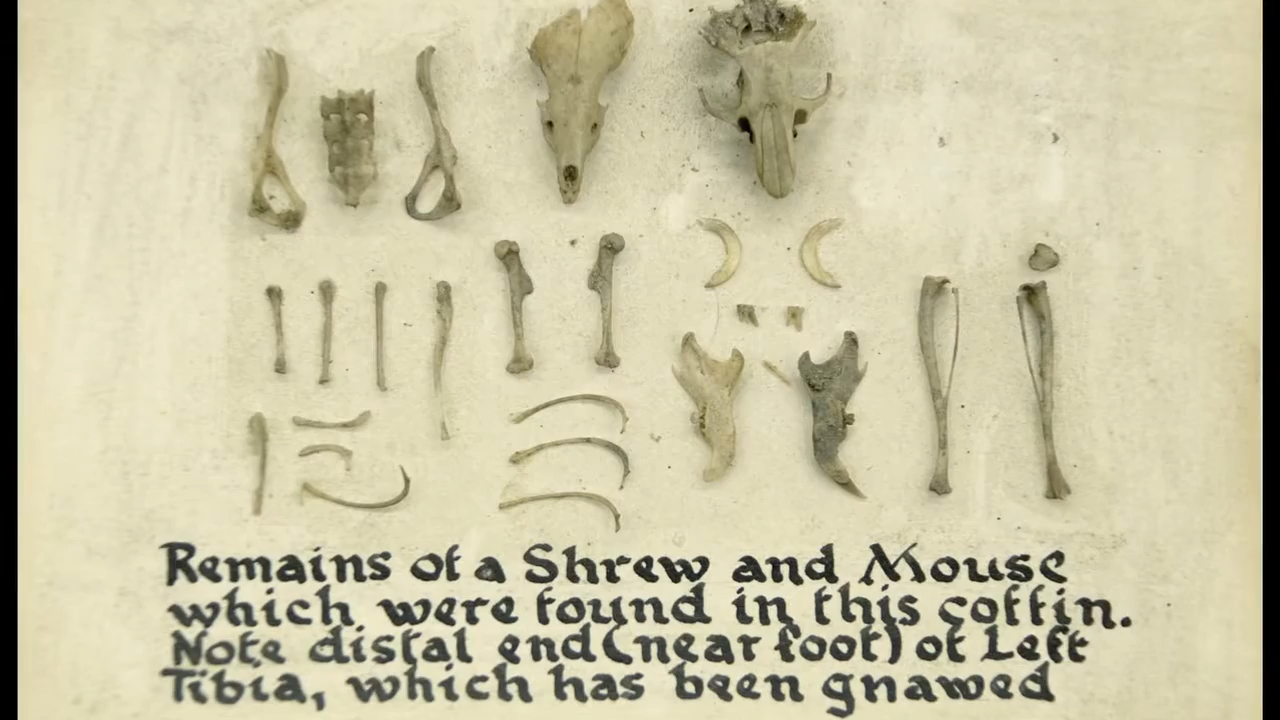 Remains of a Shrew and Mouse
which were found in this coffin.
Note distal end (near foot) of Left
Tibia, which has been gnawed